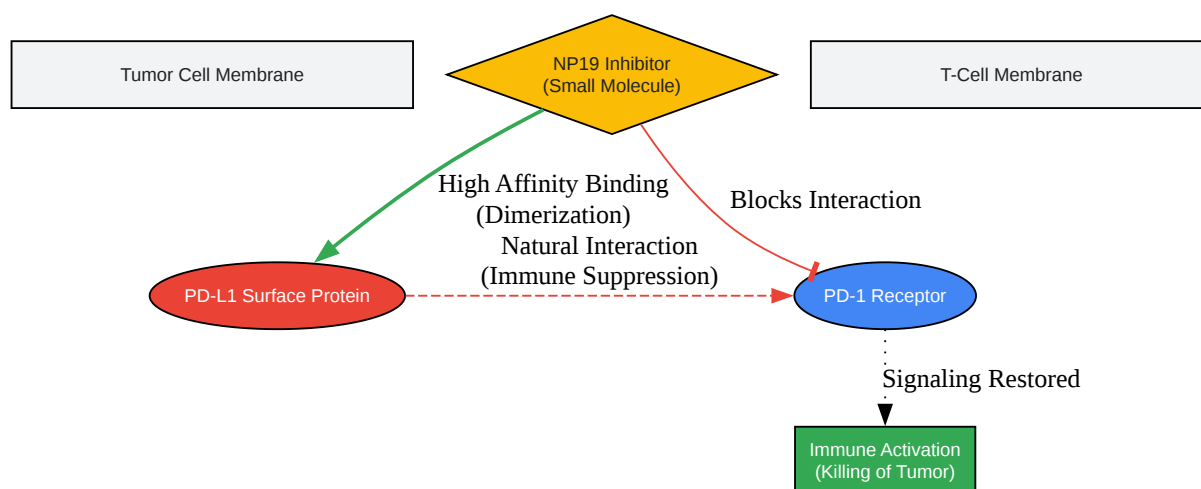 Tumor Cell Membrane
NP19 Inhibitor
(Small Molecule)
T-Cell Membrane
High Affinity Binding
(Dimerization)
Blocks Interaction
Natural Interaction
(Immune Suppression)
PD-L1 Surface Protein
PD-1 Receptor
Signaling Restored
Immune Activation
(Killing of Tumor)